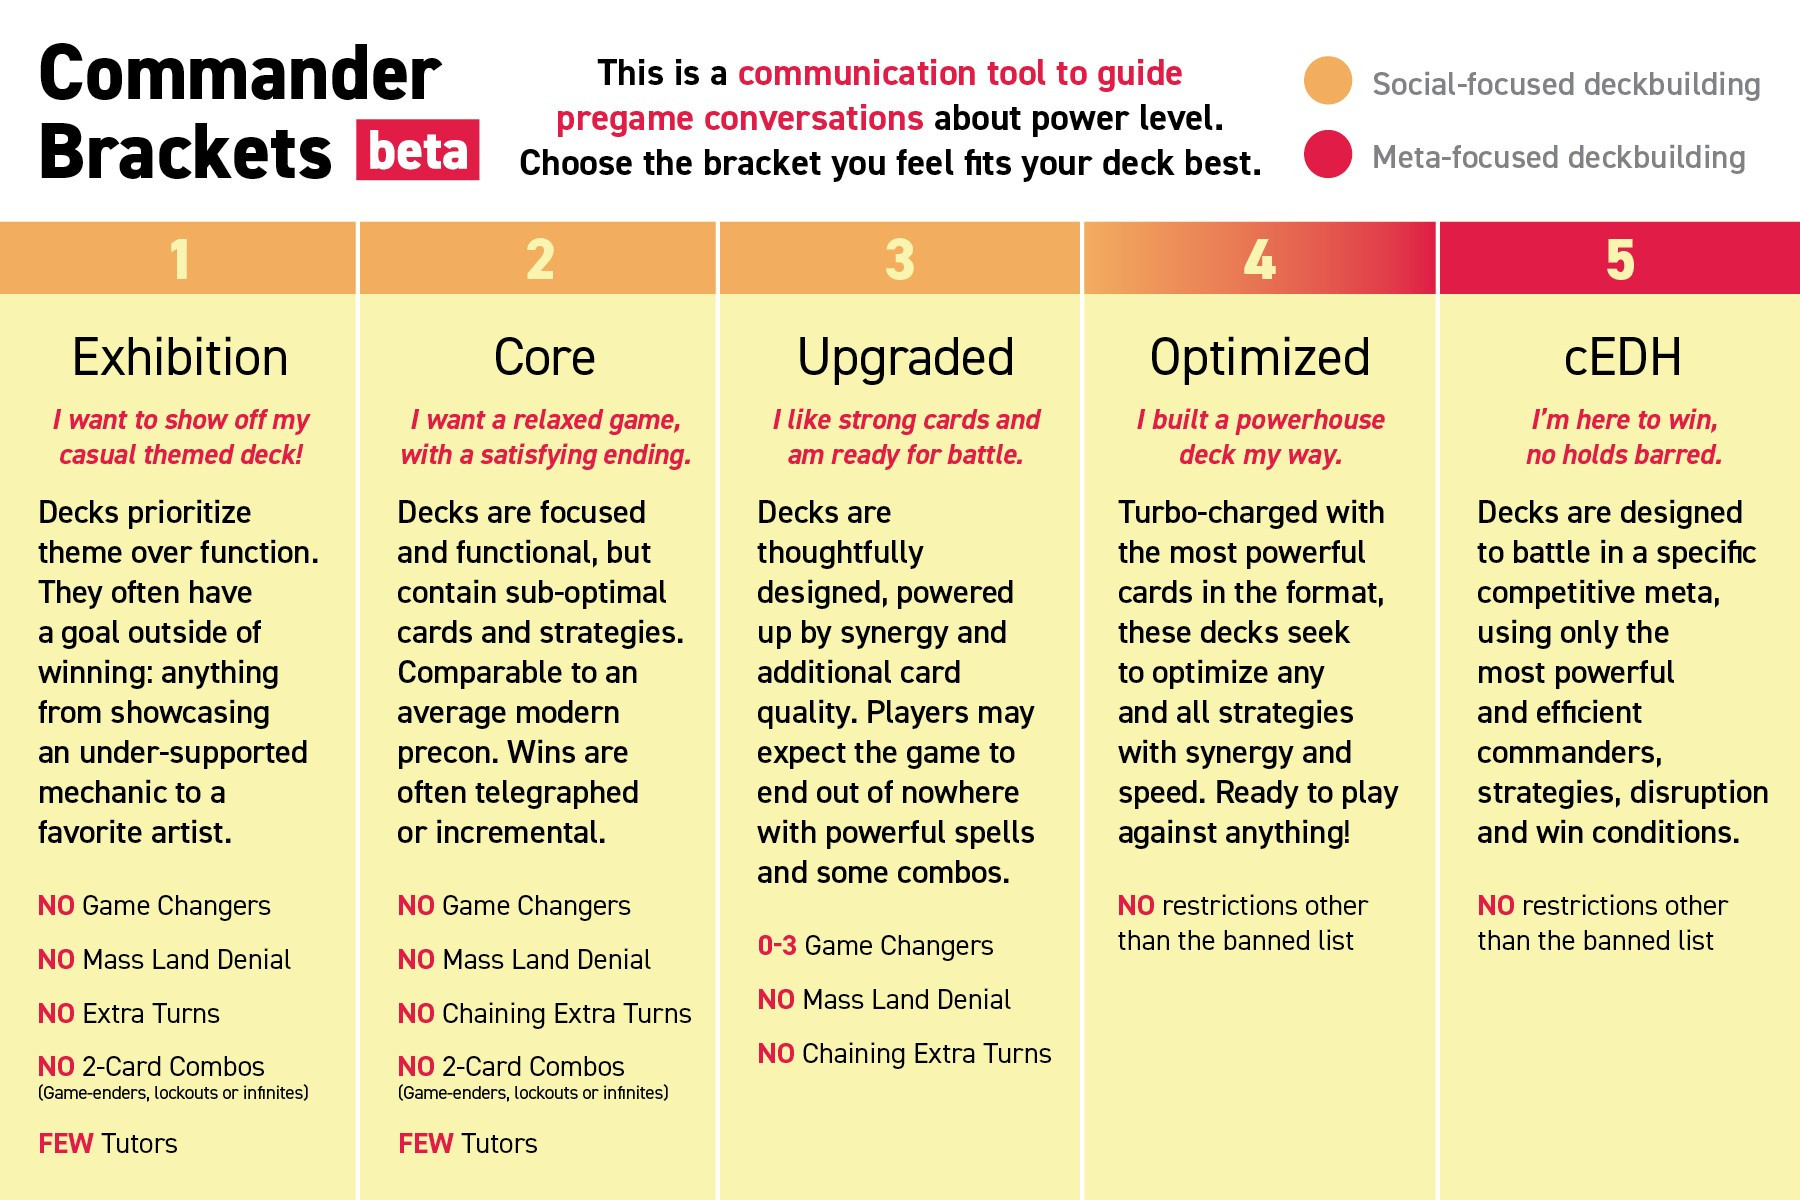 Commander
Brackets beta
This is a communication tool to guide
pregame conversations about power level.
Choose the bracket you feel fits your deck best.
Social-focused deckbuilding
Meta-focused deckbuilding
1
Exhibition
I want to show off my
casual themed deck!
Decks prioritize
theme over function.
They often have
a goal outside of
winning: anything
from showcasing
an under-supported
mechanic to a
favorite artist.
NO Game Changers
NO Mass Land Denial
NO Extra Turns
NO 2-Card Combos
(Game-enders, lockouts or infinites)
FEW Tutors
2
Core
I want a relaxed game,
with a satisfying ending.
Decks are focused
and functional, but
contain sub-optimal
cards and strategies.
Comparable to an
average modern
precon. Wins are
often telegraphed
or incremental.
NO Game Changers
NO Mass Land Denial
NO Chaining Extra Turns
NO 2-Card Combos
(Game-enders, lockouts or infinites)
FEW Tutors
3
Upgraded
I like strong cards and
am ready for battle.
Decks are
thoughtfully
designed, powered
up by synergy and
additional card
quality. Players may
expect the game to
end out of nowhere
with powerful spells
and some combos.
0-3 Game Changers
NO Mass Land Denial
NO Chaining Extra Turns
4
Optimized
I built a powerhouse
deck my way.
Turbo-charged with
the most powerful
cards in the format,
these decks seek
to optimize any
and all strategies
with synergy and
speed. Ready to play
against anything!
NO restrictions other
than the banned list
5
cEDH
I'm here to win,
no holds barred.
Decks are designed
to battle in a specific
competitive meta,
using only the
most powerful
and efficient
commanders,
strategies, disruption
and win conditions.
NO restrictions other
than the banned list